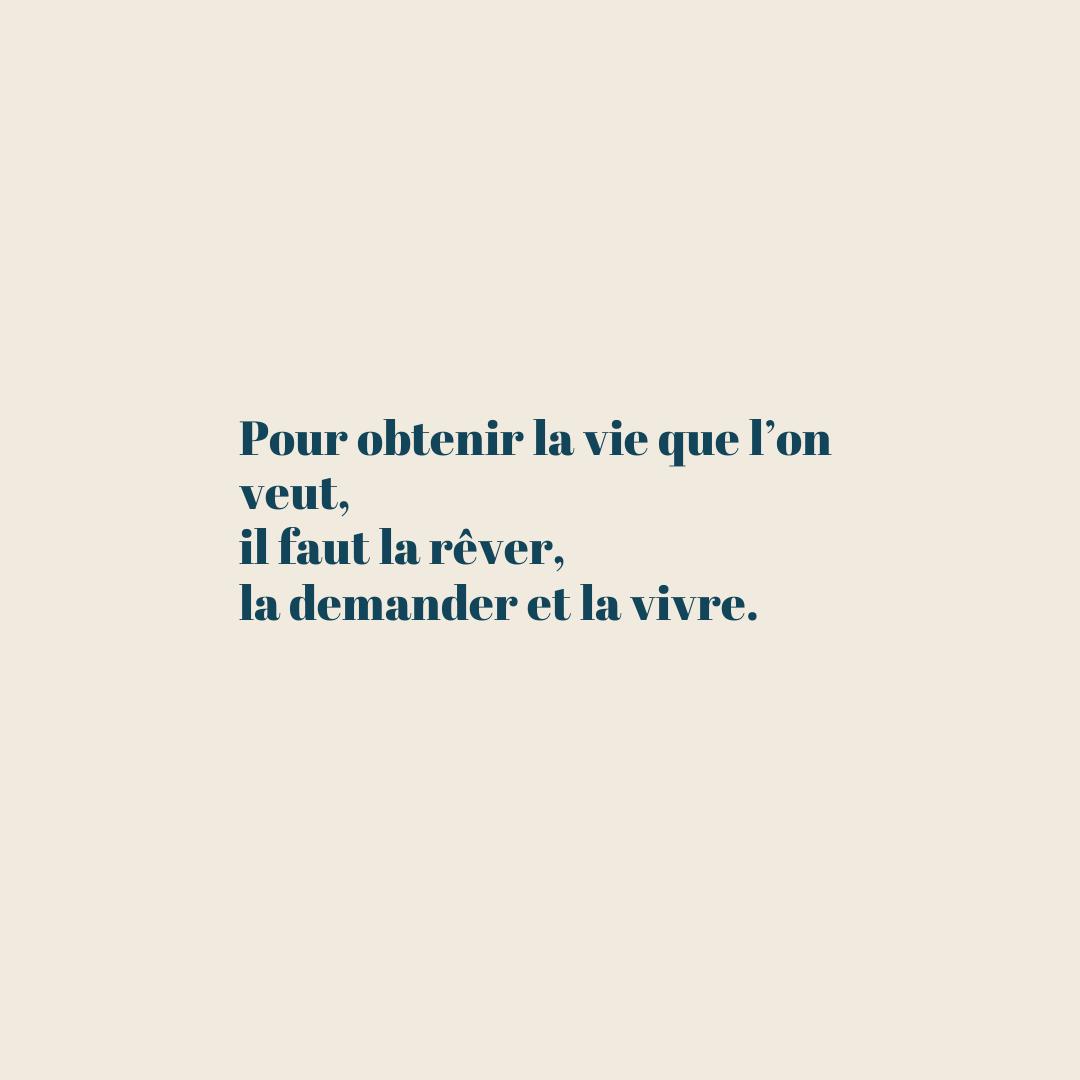 Pour obtenir la vie que l’on
veut,
il faut la rêver,
la demander et la vivre.